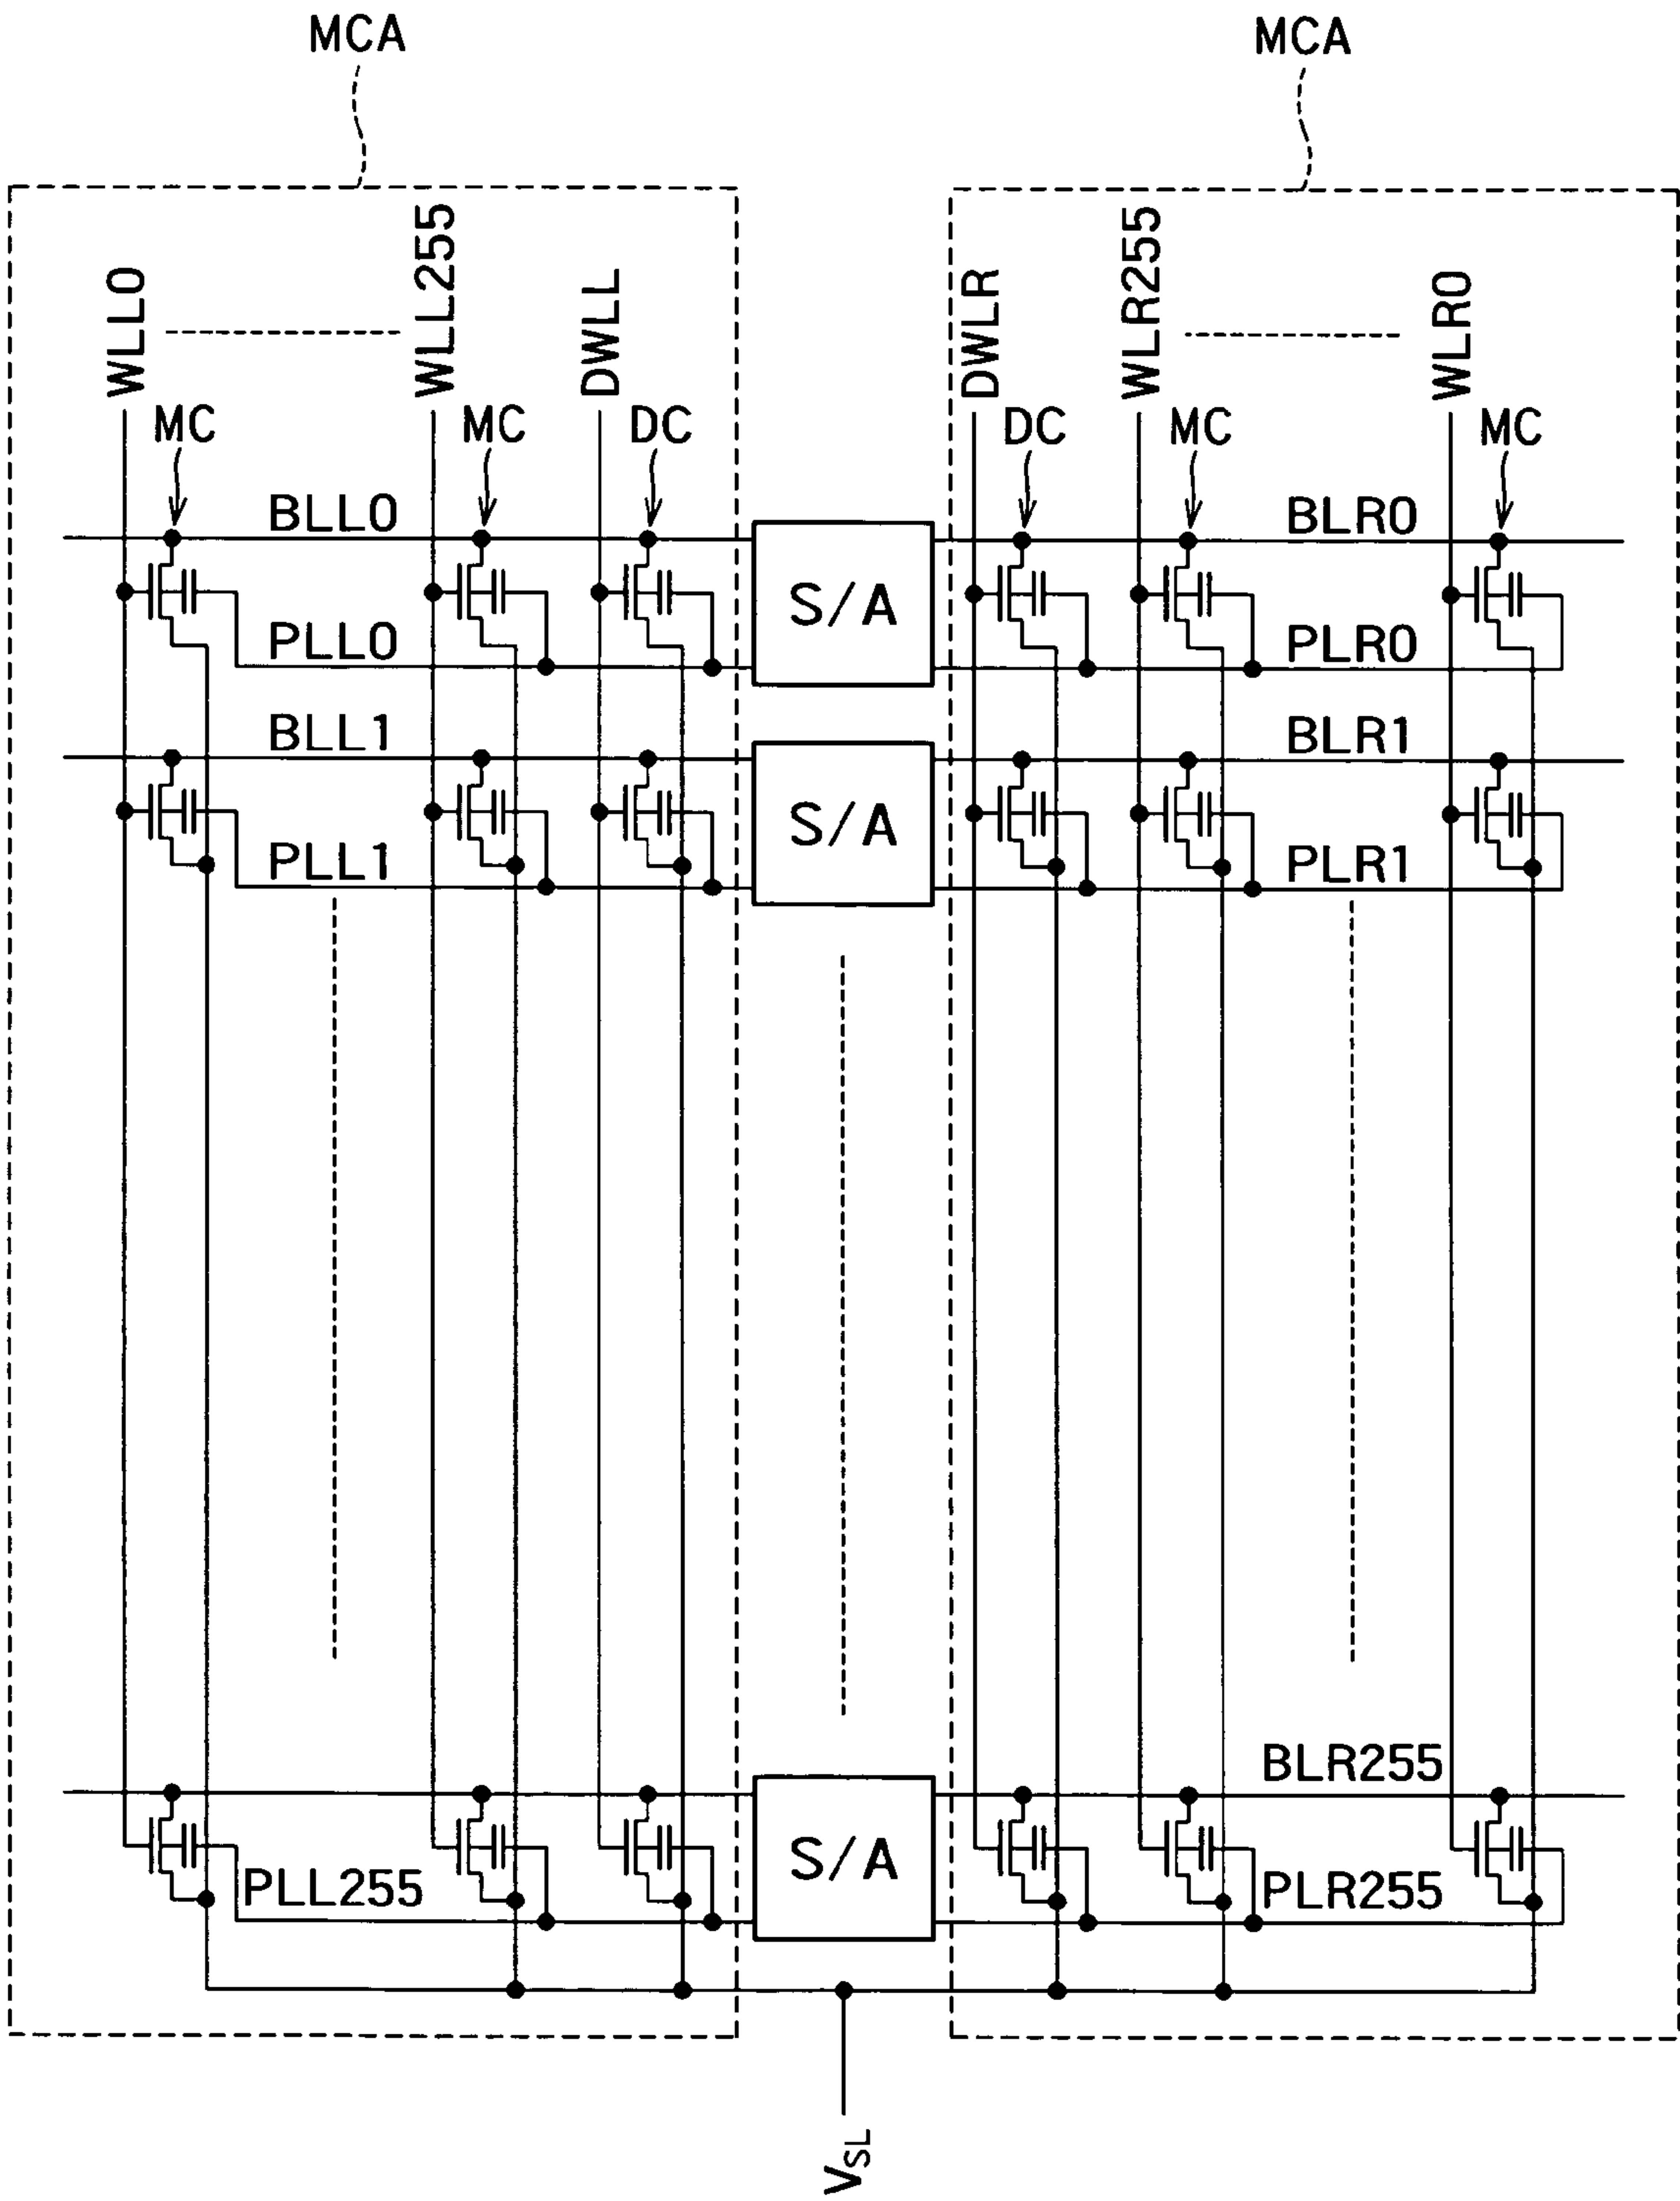 MCA
MCA
WLL0
WLL255
DWLL
DWLR
WLR255
WLR0
MC
MC
DC
DC
MC
MC
BLL0
BLR0
S/A
PLL0
PLR0
BLL1
BLR1
S/A
PLL1
PLR1
BLR255
S/A
PLL255
PLR255
VSL